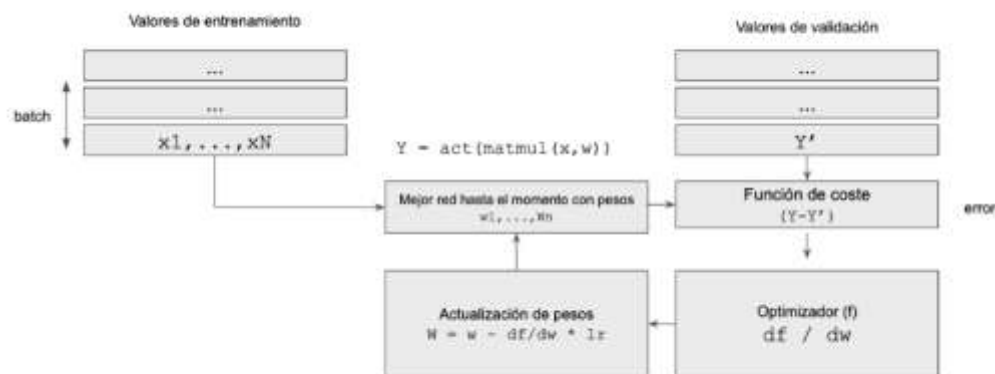 Valores de entrenamiento
Valores de validación
...
...
batch
...
...
x1,...,xN
Y'
Y = act(matmul(x,w))
Mejor red hasta el momento con pesos
w1,...,Wn
Función de coste
(Y-Y')
error
Actualización de pesos
W = w - df/dw * lr
Optimizador (f)
df / dw